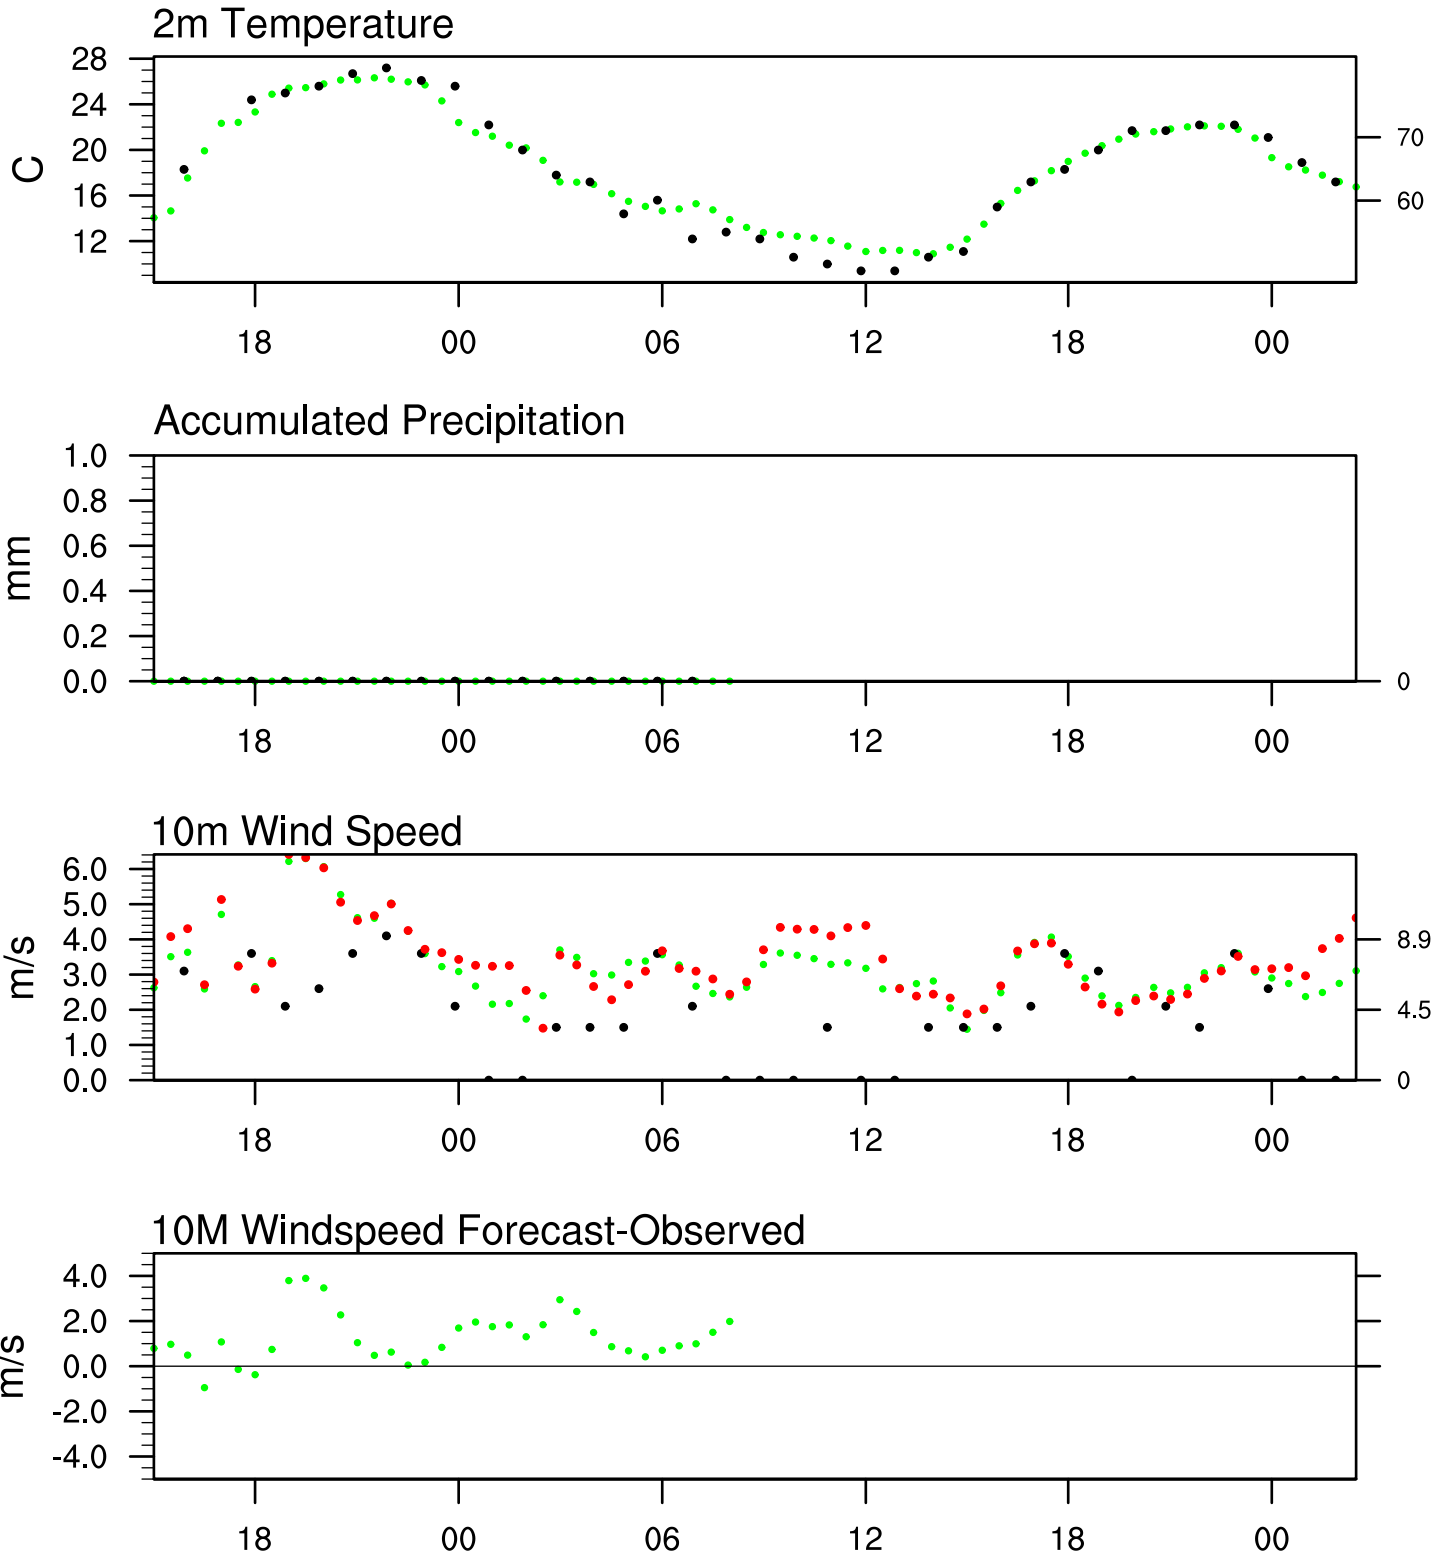 2m Temperature
28
24
20
16
12
C
70
60
18 00 06 12 18 00
Accumulated Precipitation
1.0
0.8
0.6
0.4
0.2
0.0
mm
0
18 00 06 12 18 00
10m Wind Speed
6.0
5.0
4.0
3.0
2.0
1.0
0.0
m/s
8.9
4.5
0
18 00 06 12 18 00
10M Windspeed Forecast-Observed
4.0
2.0
0.0
-2.0
-4.0
m/s
18 00 06 12 18 00